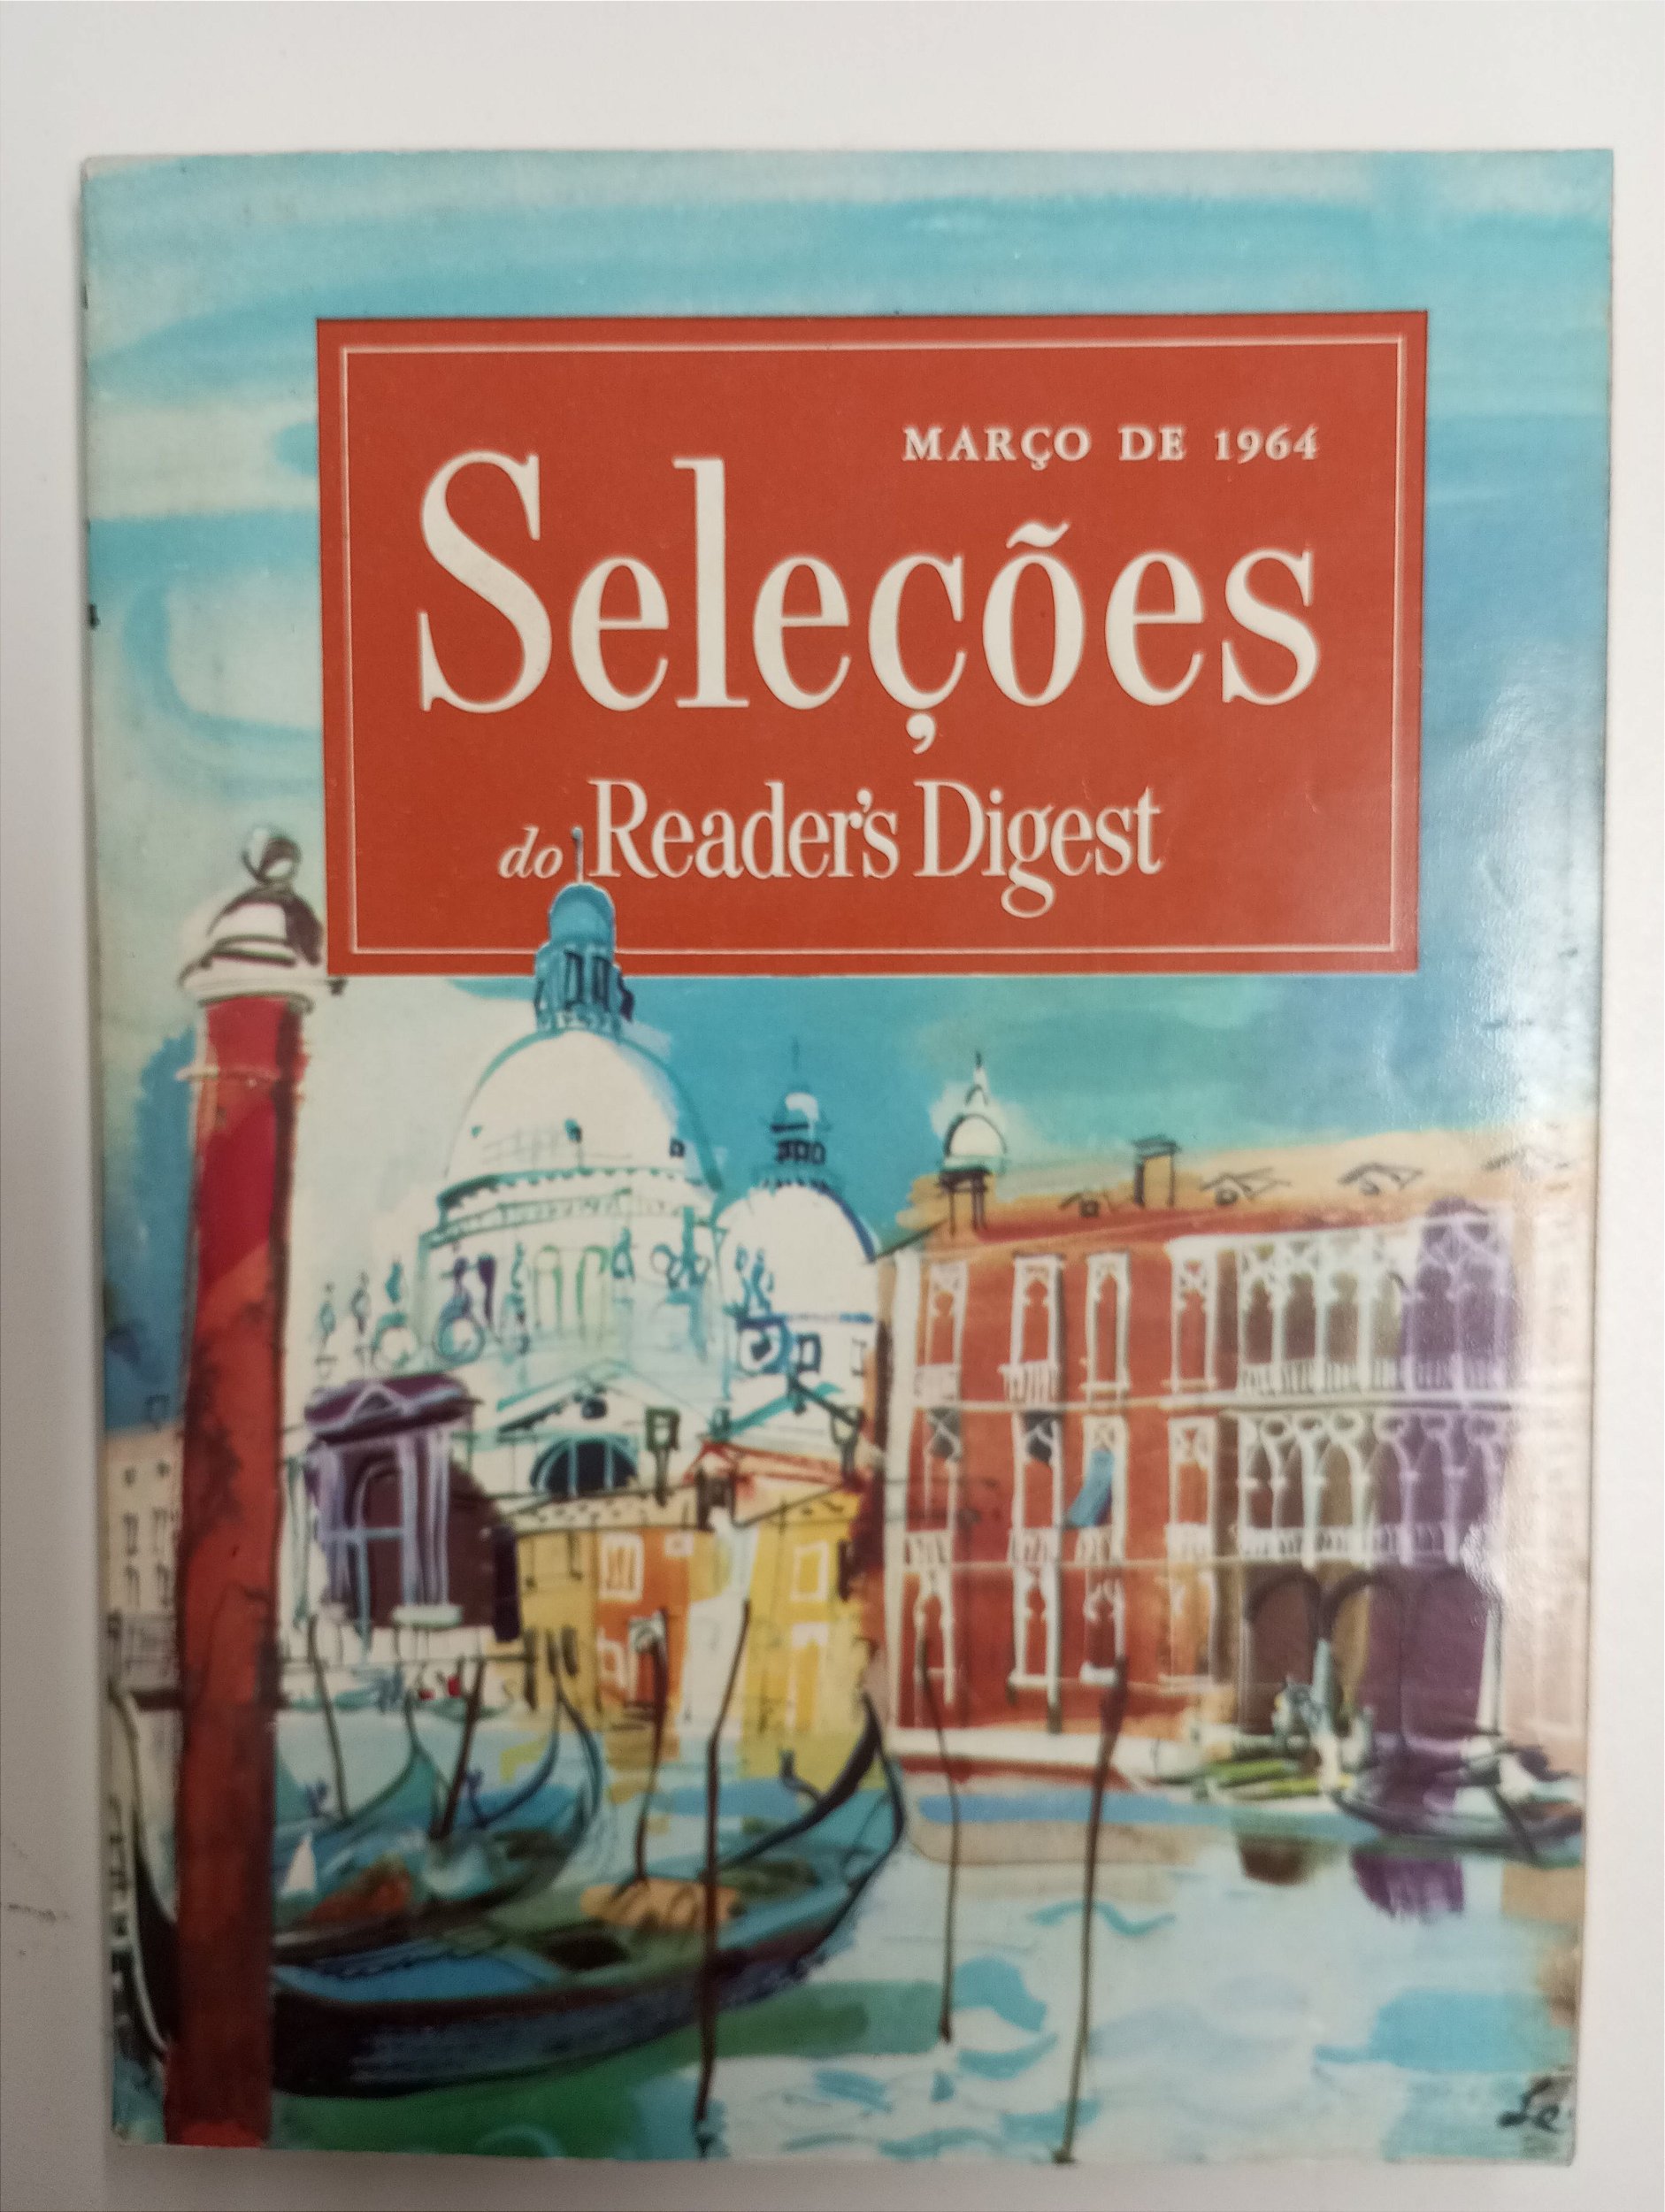 MARÇO DE 1964
Seleções
do Reader's Digest